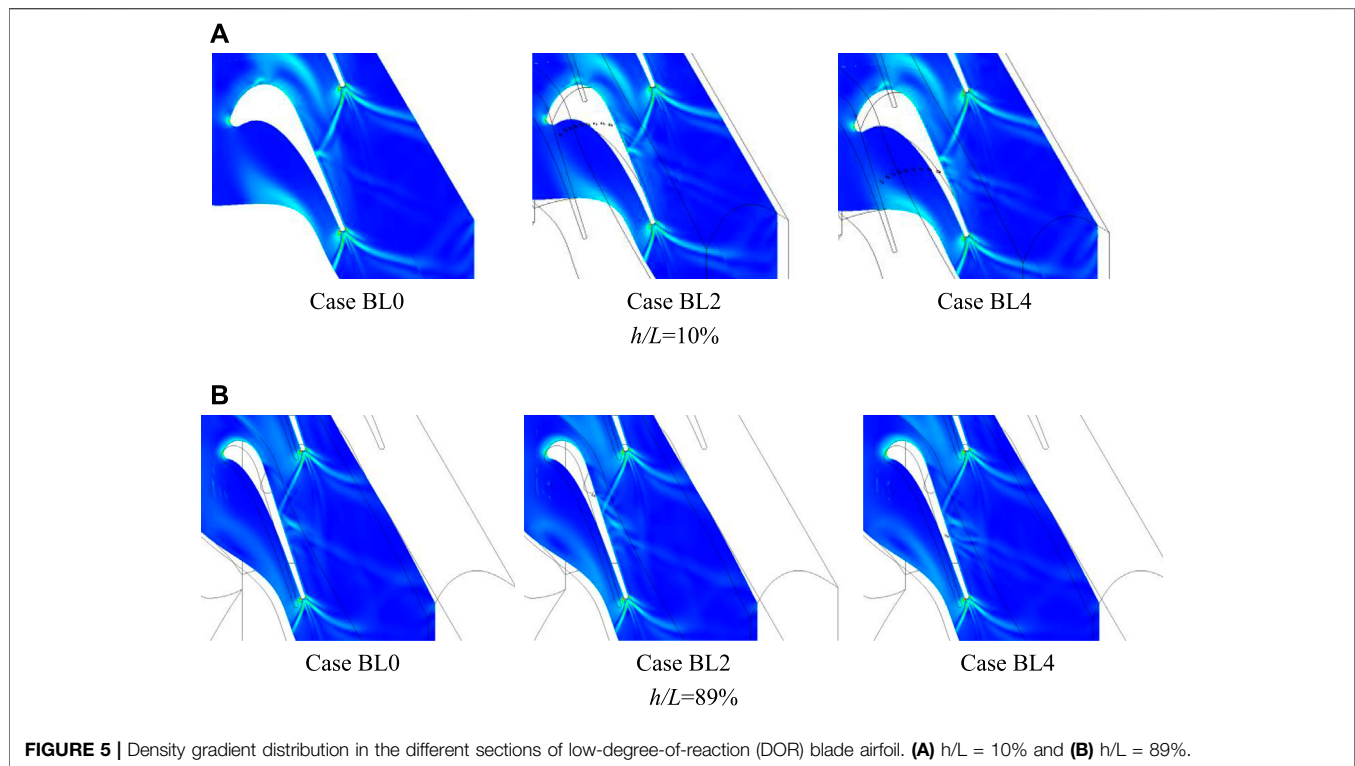 A
Case BL0 Case BL2 Case BL4
h/L=10%
B
Case BL0 Case BL2 Case BL4
h/L=89%
FIGURE 5 | Density gradient distribution in the different sections of low-degree-of-reaction (DOR) blade airfoil. (A) h/L = 10% and (B) h/L = 89%.